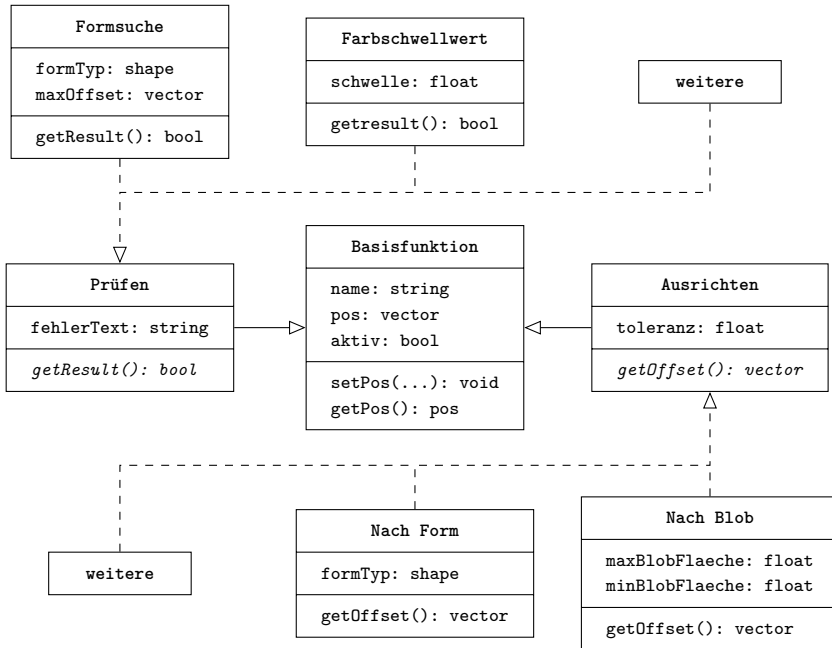 Formsuche
formTyp: shape
maxOffset: vector
getResult(): bool
Farbschwellwert
schwelle: float
getresult(): bool
weitere
Prüfen
fehlerText: string
getResult(): bool
Basisfunktion
name: string
pos: vector
aktiv: bool
setPos(...): void
getPos(): pos
Ausrichten
toleranz: float
getOffset(): vector
weitere
Nach Form
formTyp: shape
getOffset(): vector
Nach Blob
maxBlobFlaeche: float
minBlobFlaeche: float
getOffset(): vector